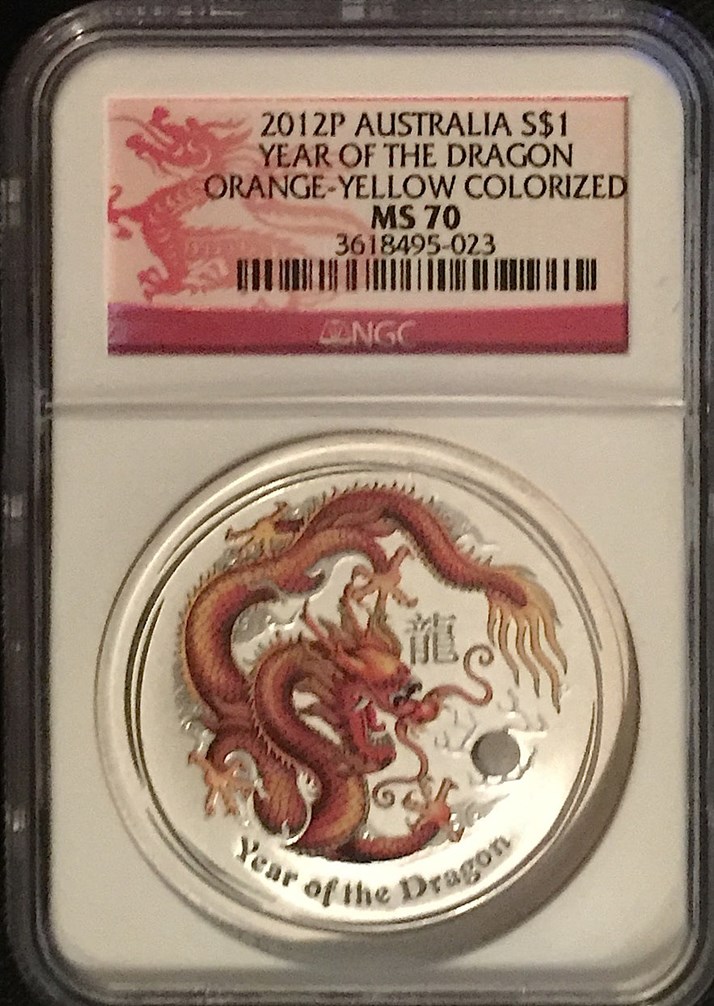 2012P AUSTRALIA S$1
YEAR OF THE DRAGON
ORANGE-YELLOW COLORIZED
MS 70
3618495-023
NGC
龍
Year of the Dragon